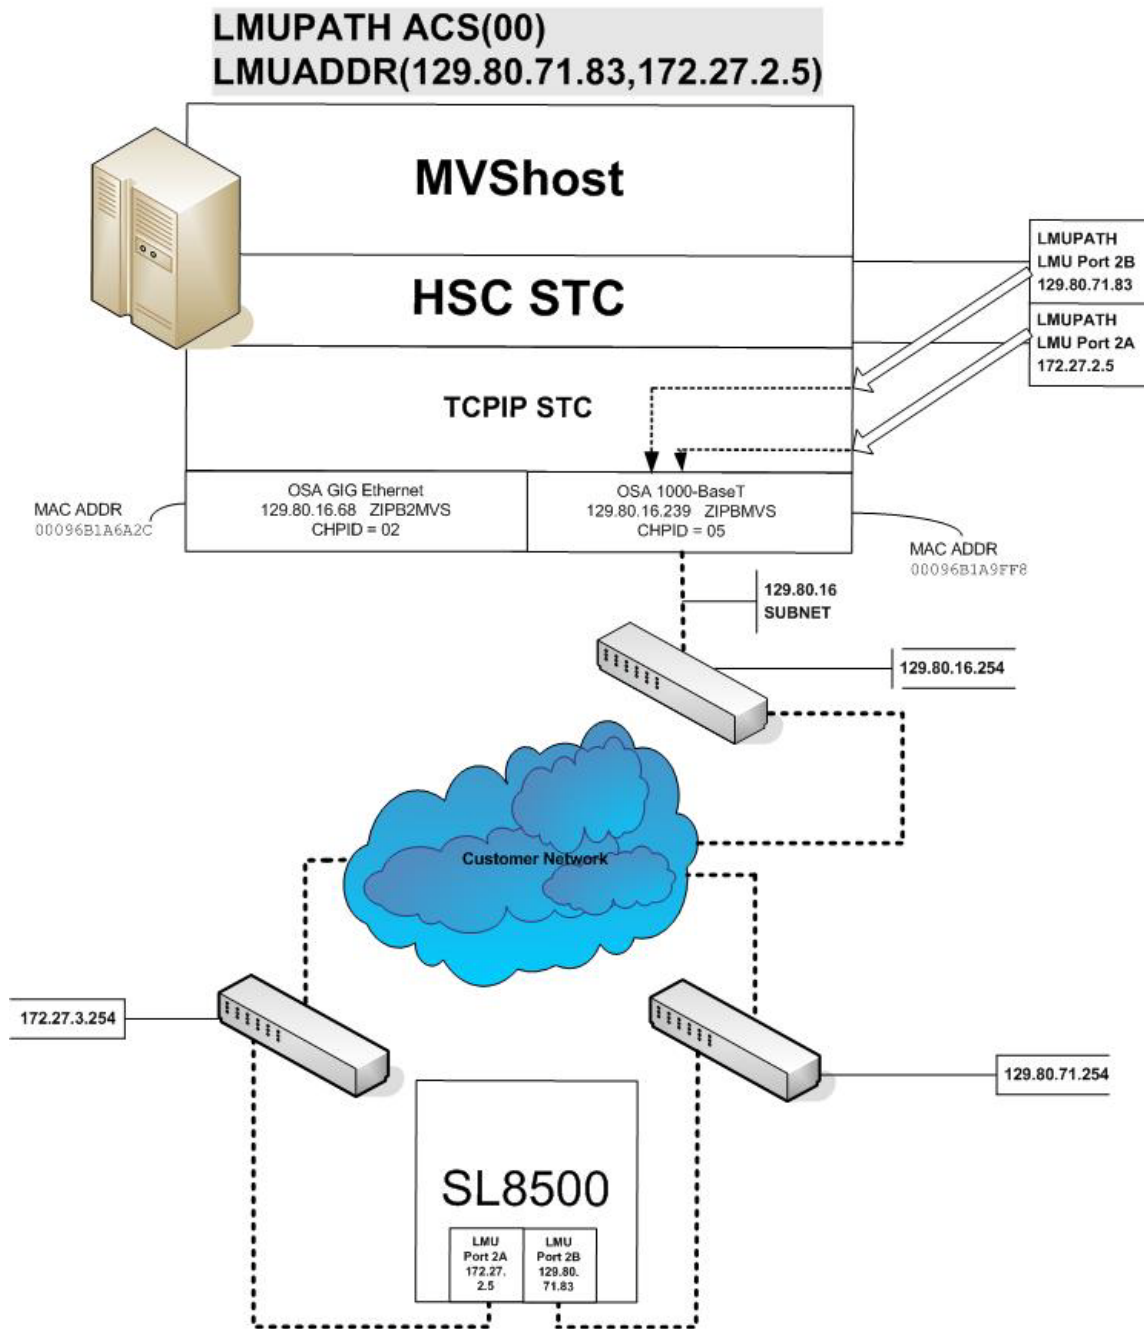 LMUPATH ACS(00)
LMUADDR(129.80.71.83,172.27.2.5)
MVShost
HSC STC
TCPIP STC
LMUPATH
LMU Port 2B
129.80.71.83
LMUPATH
LMU Port 2A
172.27.2.5
MAC ADDR
00096B1A6A2C
OSA GIG Ethernet
129.80.16.68 ZIPB2MVS
CHPID = 02
OSA 1000-BaseT
129.80.16.239 ZIPBMVS
CHPID = 05
MAC ADDR
00096B1A9FF8
129.80.16
SUBNET
129.80.16.254
Customer Network
172.27.3.254
129.80.71.254
SL8500
LMU
Port 2A
172.27.
2.5
LMU
Port 2B
129.80.
71.83